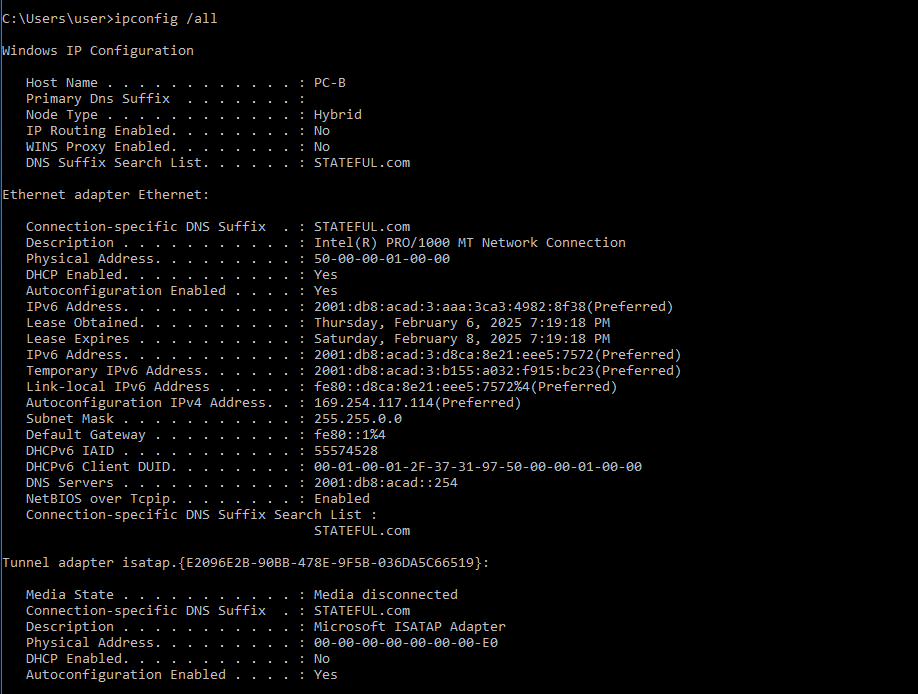 C:\Users\user>ipconfig /all
Windows IP Configuration
Host Name . . . . . . . . . . . . : PC-B
Primary Dns Suffix  . . . . . . . :
Node Type . . . . . . . . . . . . : Hybrid
IP Routing Enabled. . . . . . . . : No
WINS Proxy Enabled. . . . . . . . : No
DNS Suffix Search List. . . . . . : STATEFUL.com
Ethernet adapter Ethernet:
Connection-specific DNS Suffix  . : STATEFUL.com
Description . . . . . . . . . . . : Intel(R) PRO/1000 MT Network Connection
Physical Address. . . . . . . . . : 50-00-00-01-00-00
DHCP Enabled. . . . . . . . . . . : Yes
Autoconfiguration Enabled . . . . : Yes
IPv6 Address. . . . . . . . . . . : 2001:db8:acad:3:aaa:3ca3:4982:8f38(Preferred)
Lease Obtained. . . . . . . . . . : Thursday, February 6, 2025 7:19:18 PM
Lease Expires . . . . . . . . . . : Saturday, February 8, 2025 7:19:18 PM
IPv6 Address. . . . . . . . . . . : 2001:db8:acad:3:d8ca:8e21:eee5:7572(Preferred)
Temporary IPv6 Address. . . . . . : 2001:db8:acad:3:b155:a032:f915:bc23(Preferred)
Link-local IPv6 Address . . . . . : fe80::d8ca:8e21:eee5:7572%4(Preferred)
Autoconfiguration IPv4 Address. . : 169.254.117.114(Preferred)
Subnet Mask . . . . . . . . . . . : 255.255.0.0
Default Gateway . . . . . . . . . : fe80::1%4
DHCPv6 IAID . . . . . . . . . . . : 55574528
DHCPv6 Client DUID. . . . . . . . : 00-01-00-01-2F-37-31-97-50-00-00-01-00-00
DNS Servers . . . . . . . . . . . : 2001:db8:acad::254
NetBIOS over Tcpip. . . . . . . . : Enabled
Connection-specific DNS Suffix Search List :
STATEFUL.com
Tunnel adapter isatap.{E2096E2B-90BB-478E-9F5B-036DA5C66519}:
Media State . . . . . . . . . . . : Media disconnected
Connection-specific DNS Suffix  . : STATEFUL.com
Description . . . . . . . . . . . : Microsoft ISATAP Adapter
Physical Address. . . . . . . . . : 00-00-00-00-00-00-00-E0
DHCP Enabled. . . . . . . . . . . : No
Autoconfiguration Enabled . . . . : Yes